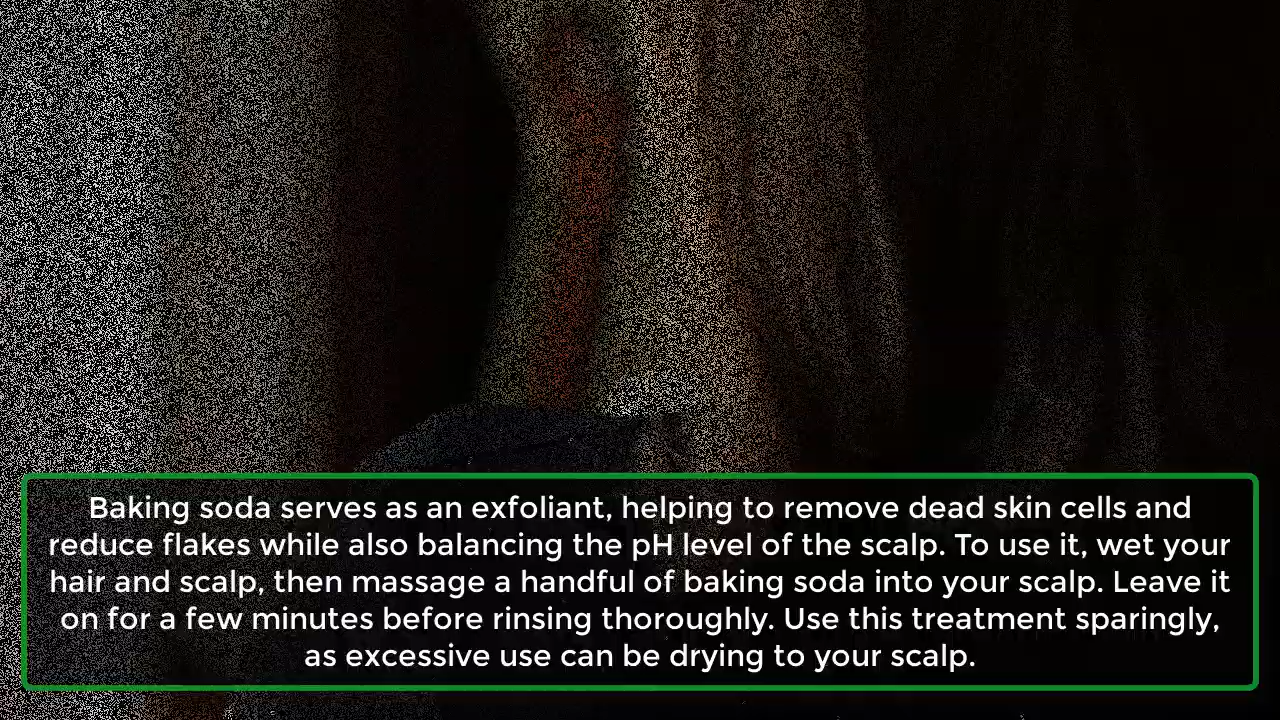 Baking soda serves as an exfoliant, helping to remove dead skin cells and
reduce flakes while also balancing the pH level of the scalp. To use it, wet your
hair and scalp, then massage a handful of baking soda into your scalp. Leave it
on for a few minutes before rinsing thoroughly. Use this treatment sparingly,
as excessive use can be drying to your scalp.